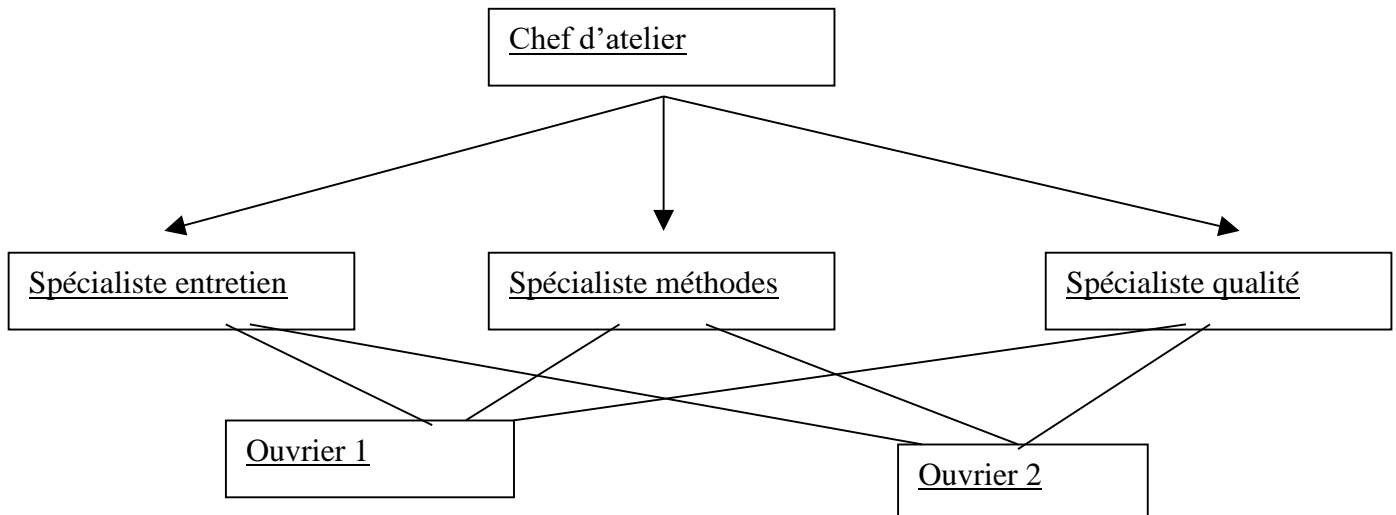 Chef d’atelier
Spécialiste entretien
Spécialiste méthodes
Spécialiste qualité
Ouvrier 1
Ouvrier 2